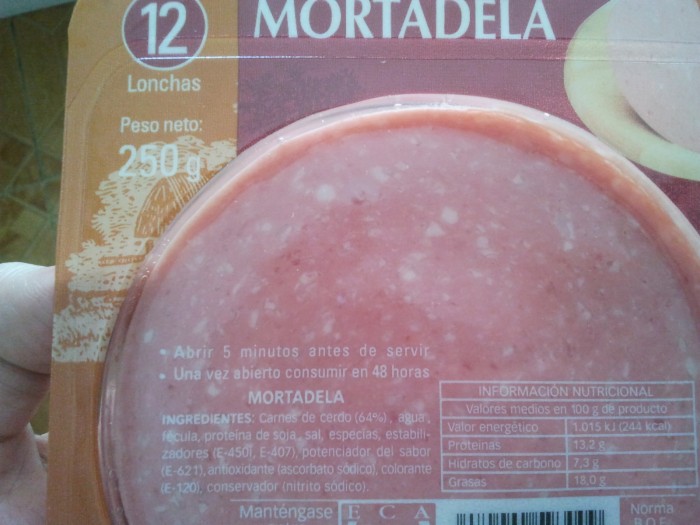 MORTADELA
12
Lonchas
Peso neto:
250 g
• Abrir 5 minutos antes de servir
• Una vez abierto consumir en 48 horas
MORTADELA
INGREDIENTES: Carnes de cerdo (64%), agua,
fécula, proteína de soja, sal, especias, estabili-
zadores (E-450i, E-407), potenciador del sabor
(E-621), antioxidante (ascorbato sódico), colorante
(E-120), conservador (nitrito sódico).
INFORMACIÓN NUTRICIONAL
Valores medios en 100 g de producto
Valor energético 1.015 kJ (244 kcal)
Proteínas 13,2 g
Hidratos de carbono 7,3 g
Grasas 18,0 g
Manténgase
E C A
Norma
B.O.E.